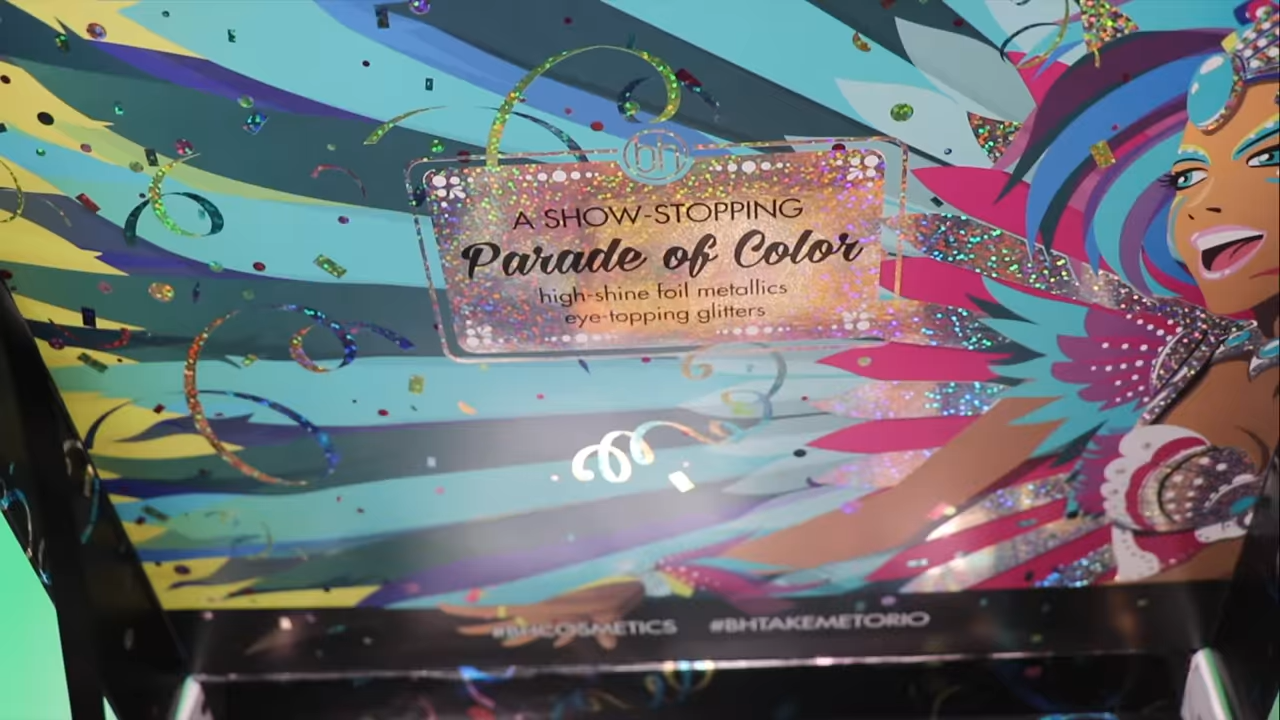 bh
A SHOW-STOPPING
Parade of Color
high-shine foil metallics
eye-topping glitters
#BHCOSMETICS #BHTAKEMETORIO